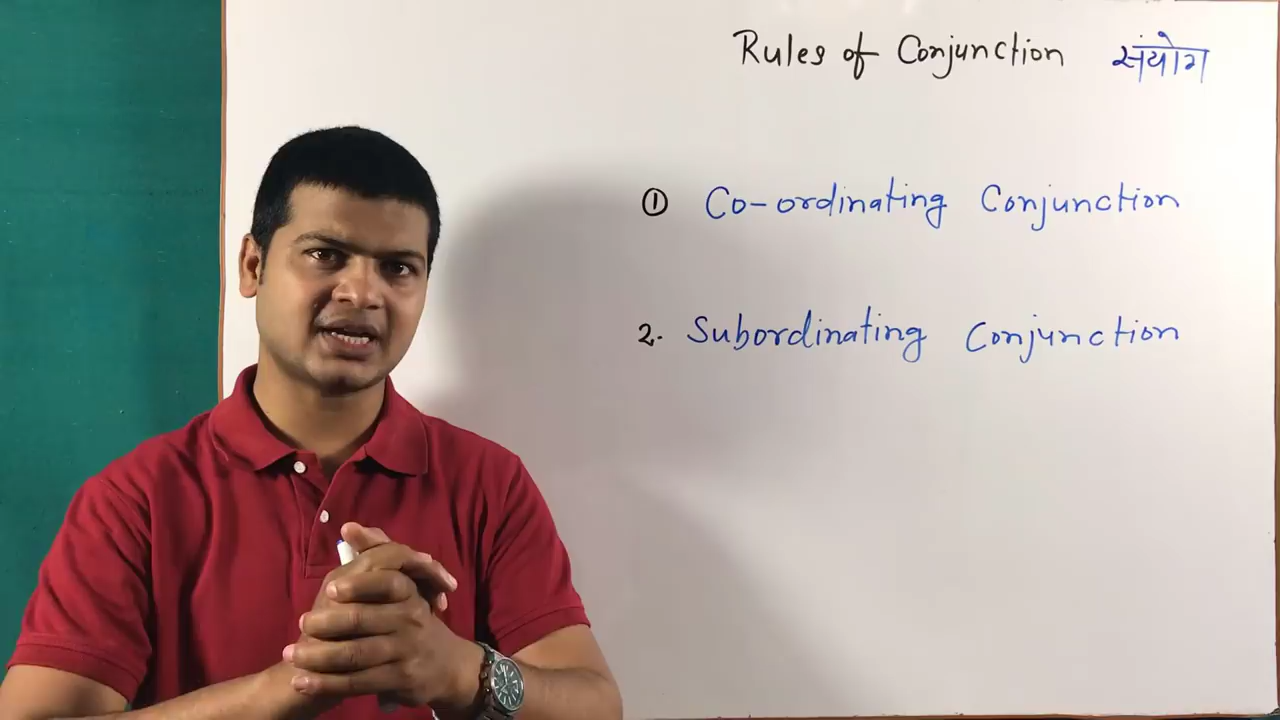 Rules of Conjunction संयोग
① Co-ordinating Conjunction
2. Subordinating Conjunction